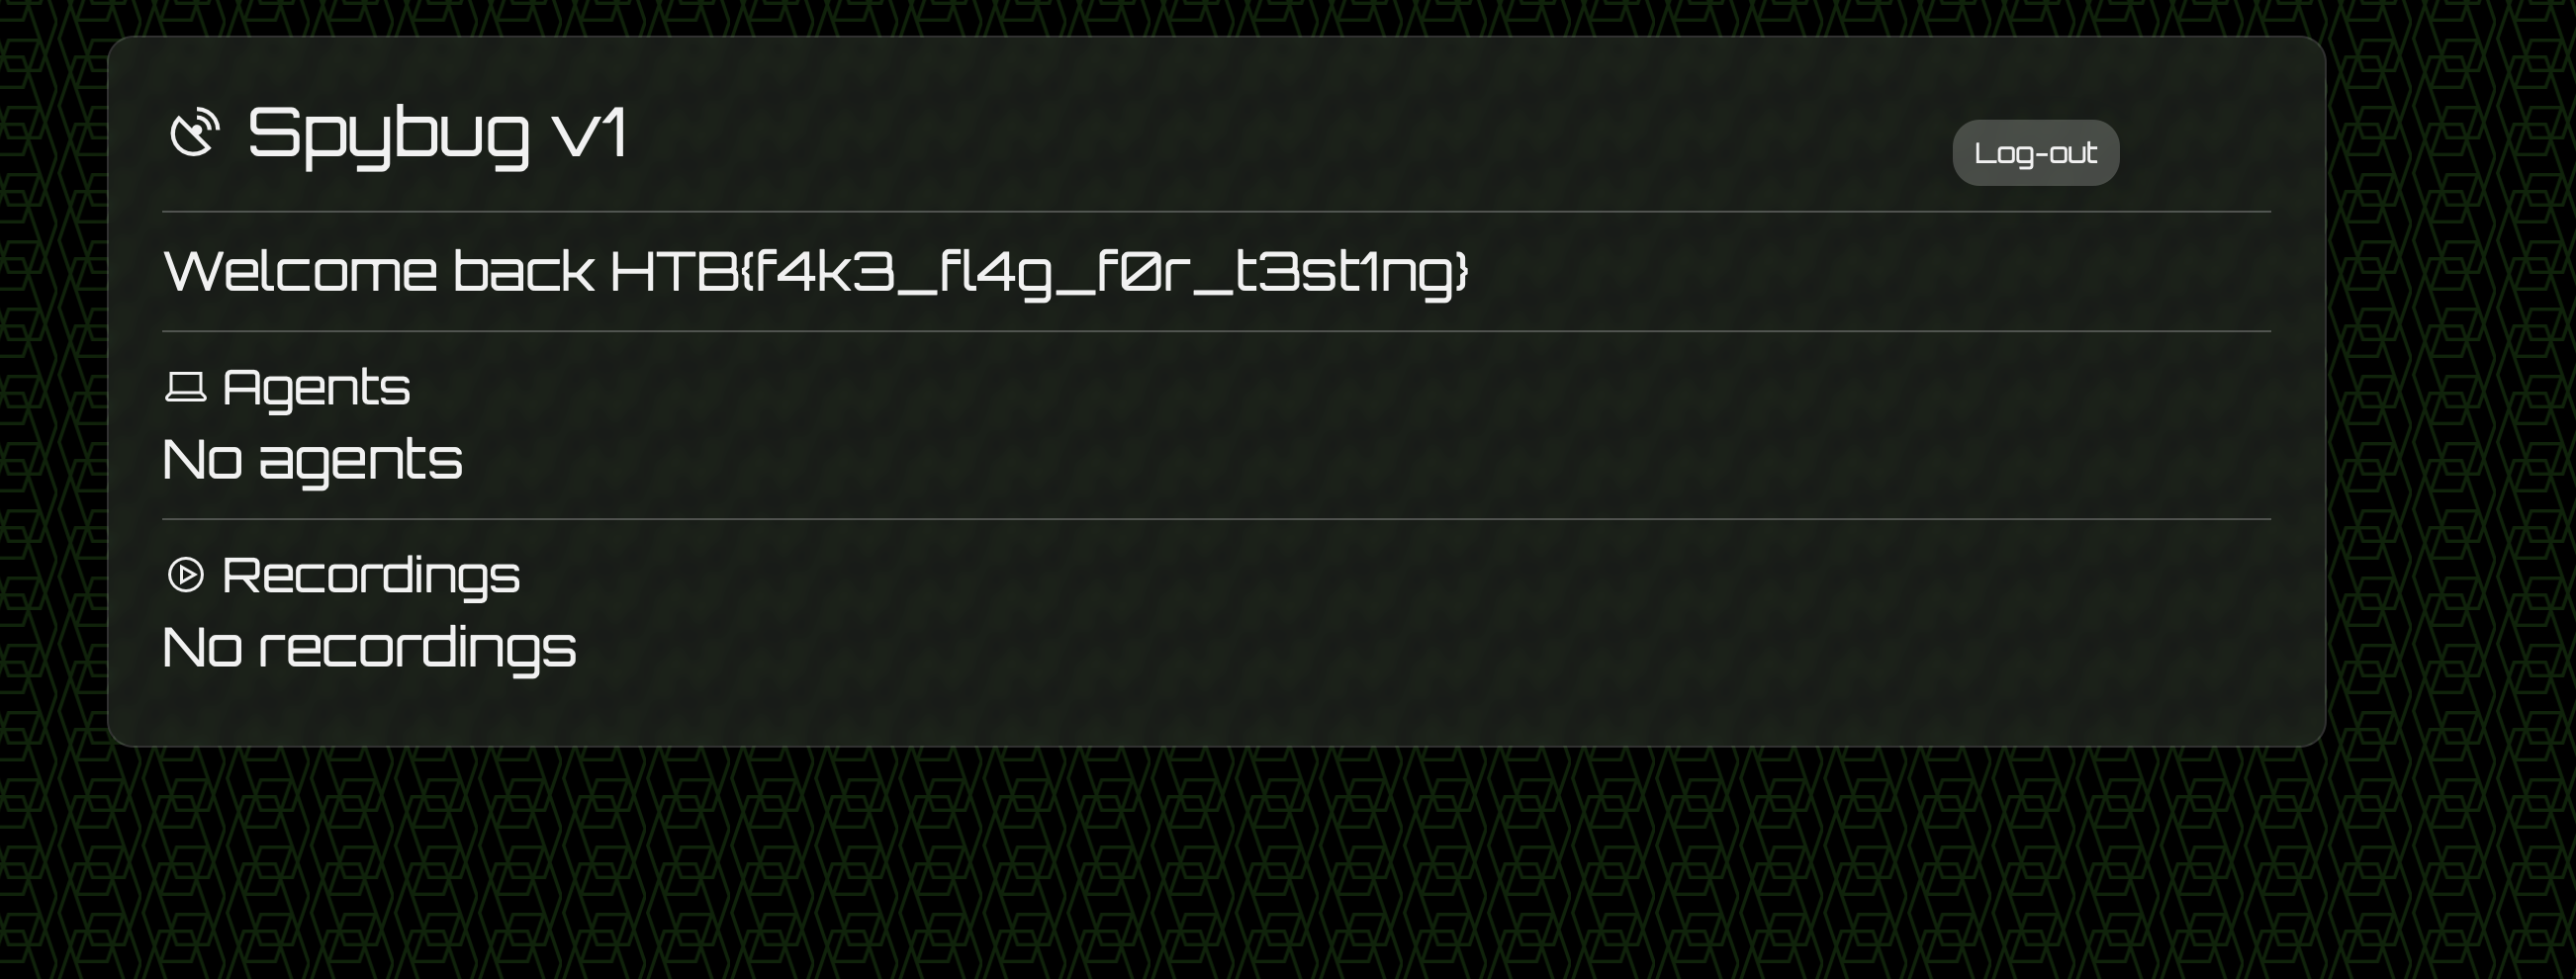 Spybug v1
Log-out
Welcome back HTB{f4k3_fl4g_f0r_t3st1ng}
Agents
No agents
Recordings
No recordings